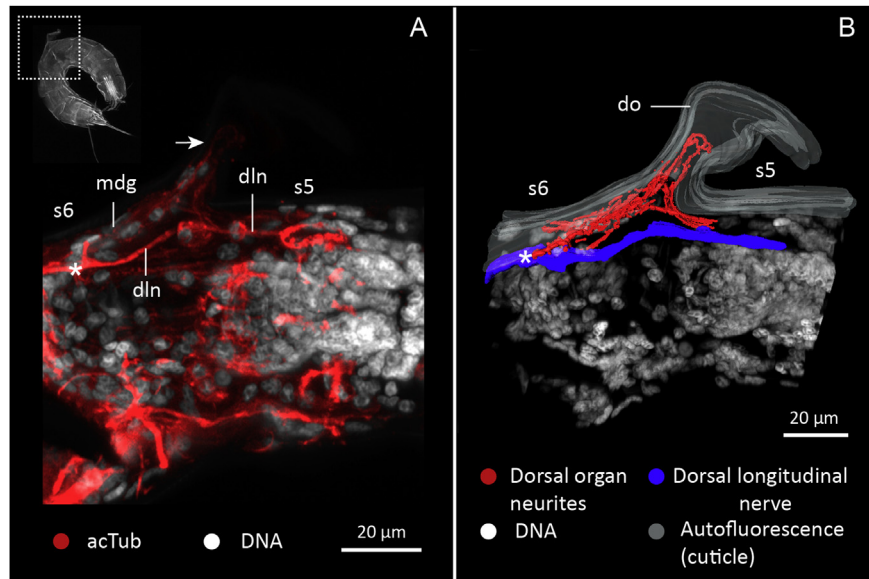 A
mdg
s6
dln
s5
*
dln
acTub
DNA
20 µm
B
do
s5
s6
*
20 µm
Dorsal organ
neurites
Dorsal longitudinal
nerve
DNA
Autofluorescence
(cuticle)